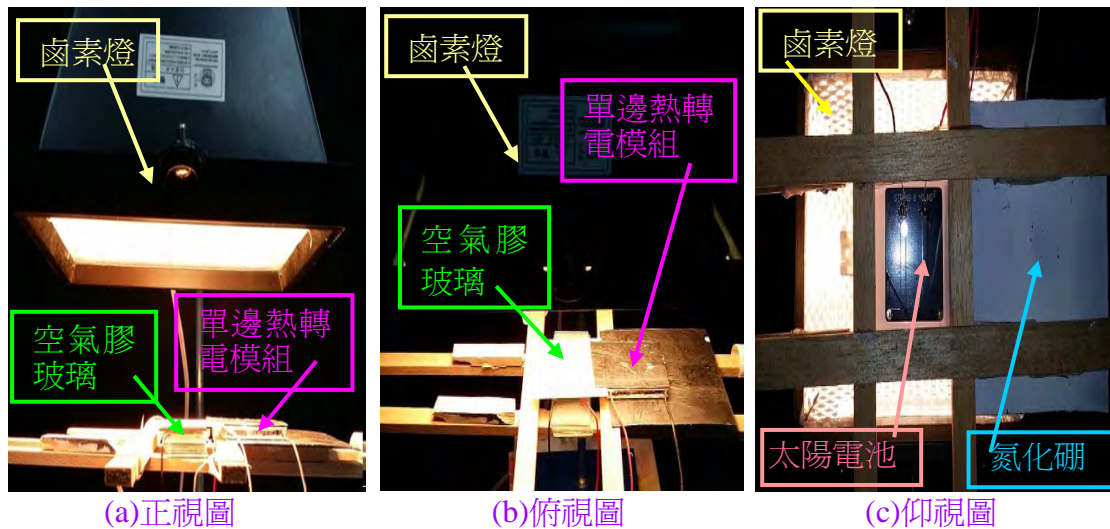 鹵素燈
空氣膠
玻璃
單邊熱轉
電模組
(a)正視圖
鹵素燈
單邊熱轉
電模組
空氣膠
玻璃
(b)俯視圖
鹵素燈
太陽電池
氮化硼
(c)仰視圖